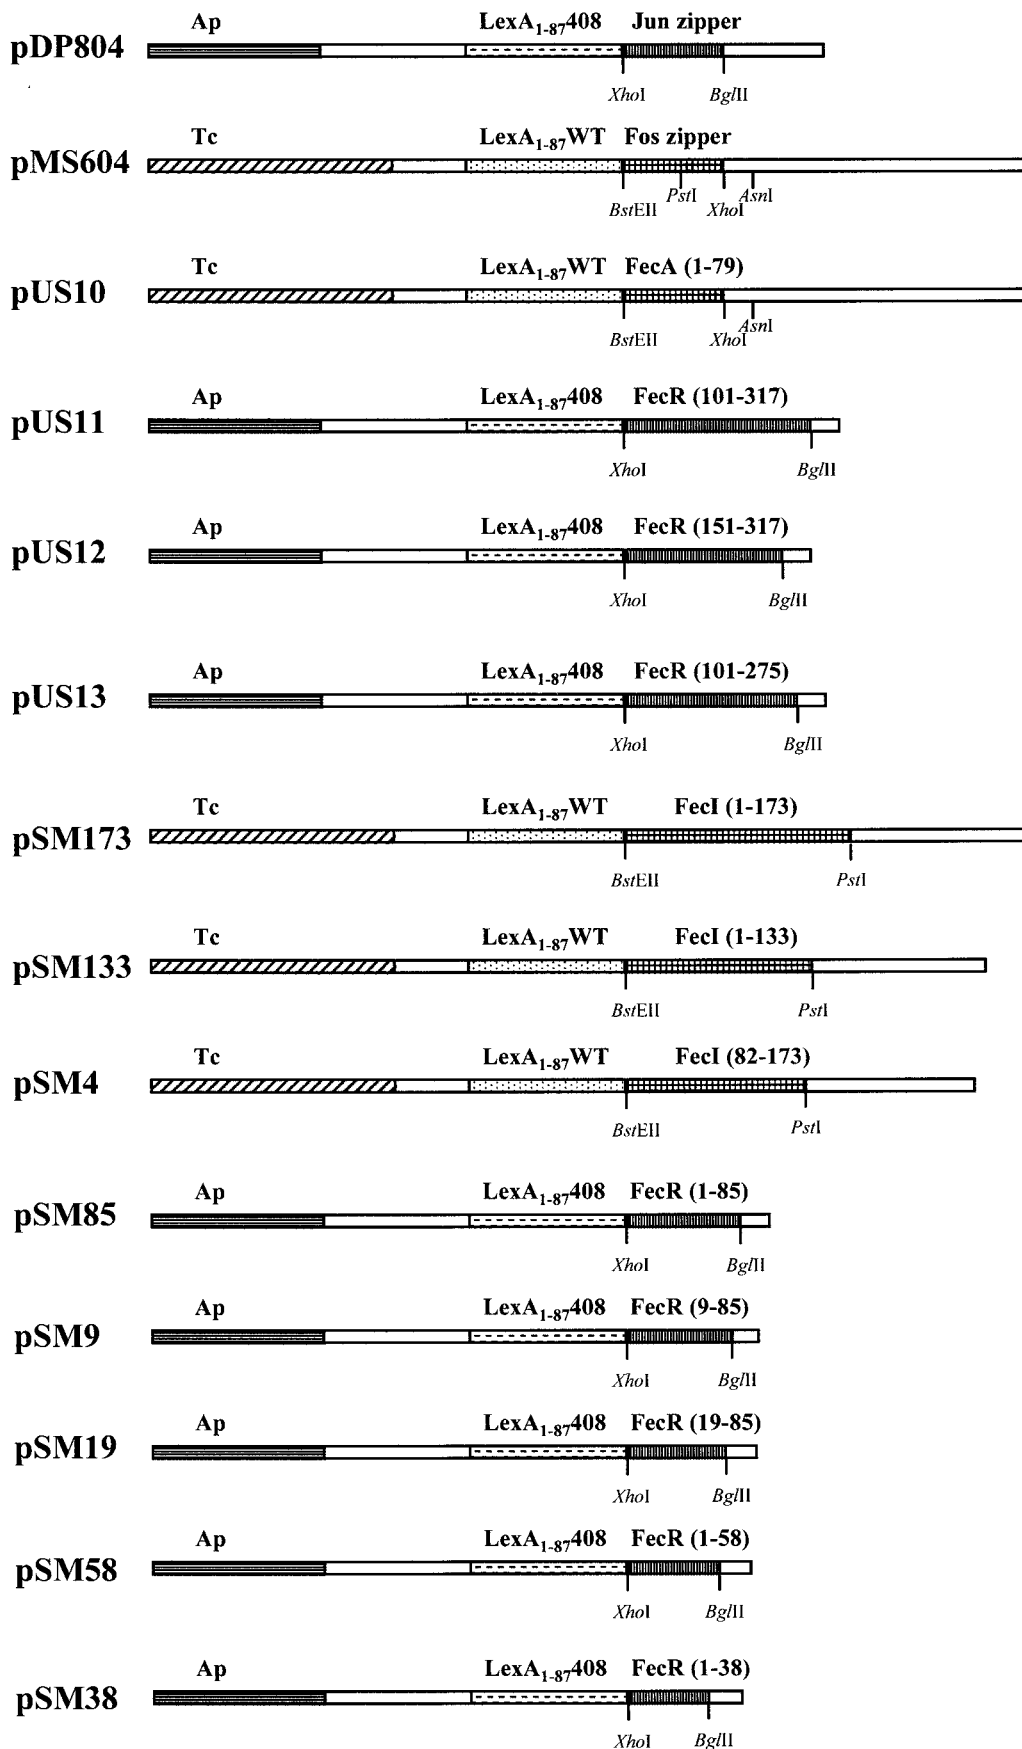 Ap LexA1-87408 Jun zipper
pDP804
XhoI BglII
Tc LexA1-87WT Fos zipper
pMS604
BstEII PstI XhoI AsnI
Tc LexA1-87WT FecA (1-79)
pUS10
BstEII XhoI AsnI
Ap LexA1-87408 FecR (101-317)
pUS11
XhoI BglII
Ap LexA1-87408 FecR (151-317)
pUS12
XhoI BglII
Ap LexA1-87408 FecR (101-275)
pUS13
XhoI BglII
Tc LexA1-87WT FecI (1-173)
pSM173
BstEII PstI
Tc LexA1-87WT FecI (1-133)
pSM133
BstEII PstI
Tc LexA1-87WT FecI (82-173)
pSM4
BstEII PstI
Ap LexA1-87408 FecR (1-85)
pSM85
XhoI BglII
Ap LexA1-87408 FecR (9-85)
pSM9
XhoI BglII
Ap LexA1-87408 FecR (19-85)
pSM19
XhoI BglII
Ap LexA1-87408 FecR (1-58)
pSM58
XhoI BglII
Ap LexA1-87408 FecR (1-38)
pSM38
XhoI BglII